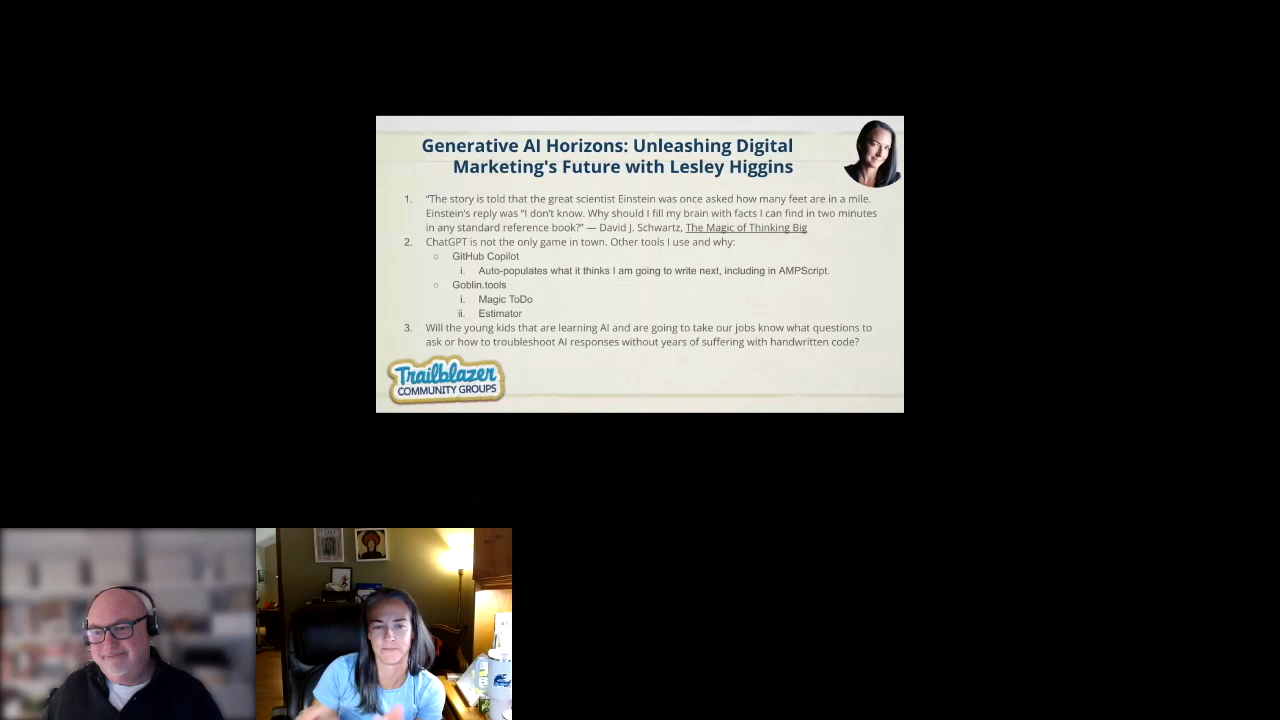 Generative AI Horizons: Unleashing Digital
Marketing's Future with Lesley Higgins
1. "The story is told that the great scientist Einstein was once asked how many feet are in a mile.
Einstein's reply was "I don't know. Why should I fill my brain with facts I can find in two minutes
in any standard reference book?" — David J. Schwartz, The Magic of Thinking Big
2. ChatGPT is not the only game in town. Other tools I use and why:
○ GitHub Copilot
i. Auto-populates what it thinks I am going to write next, including in AMPScript.
○ Goblin.tools
i. Magic ToDo
ii. Estimator
3. Will the young kids that are learning AI and are going to take our jobs know what questions to
ask or how to troubleshoot AI responses without years of suffering with handwritten code?
Trailblazer
COMMUNITY GROUPS